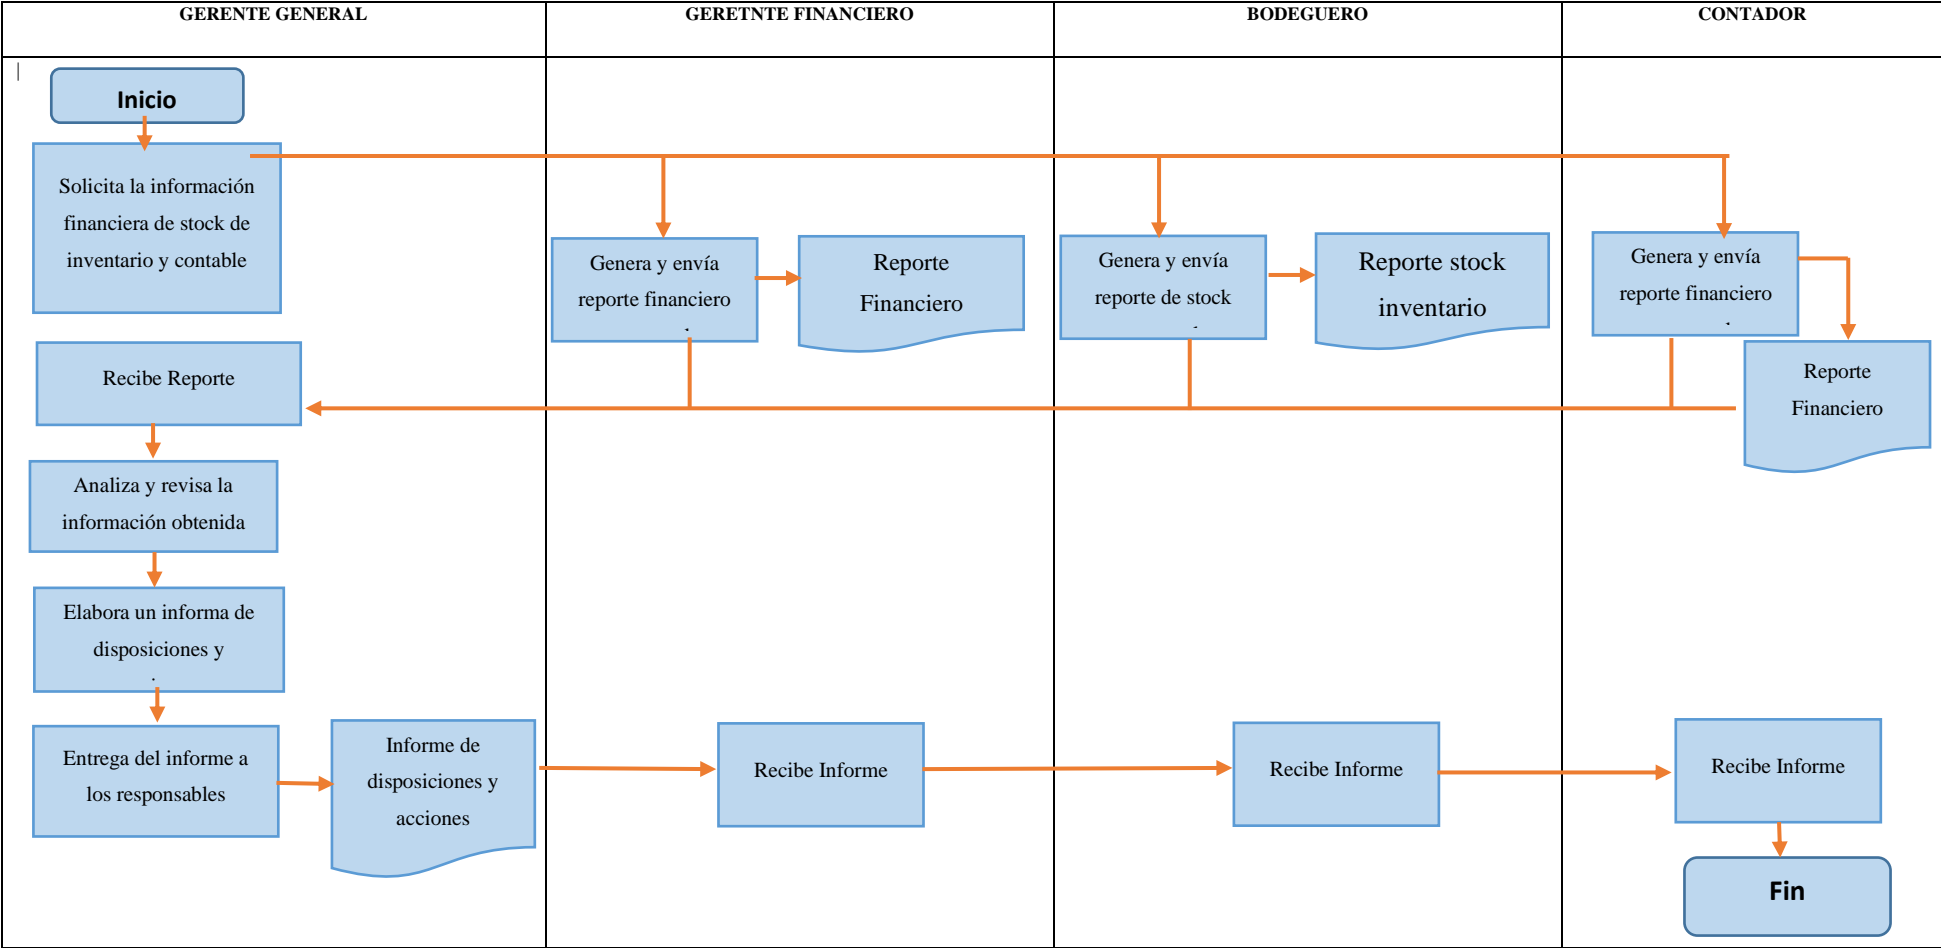 GERENTE GENERAL
GERETNTE FINANCIERO
BODEGUERO
CONTADOR
Inicio
Solicita la información
financiera de stock de
inventario y contable
Genera y envía
reporte financiero
Reporte
Financiero
Genera y envía
reporte de stock
Reporte stock
inventario
Genera y envía
reporte financiero
Reporte
Financiero
Recibe Reporte
Analiza y revisa la
información obtenida
Elabora un informa de
disposiciones y
Entrega del informe a
los responsables
Informe de
disposiciones y
acciones
Recibe Informe
Recibe Informe
Recibe Informe
Fin